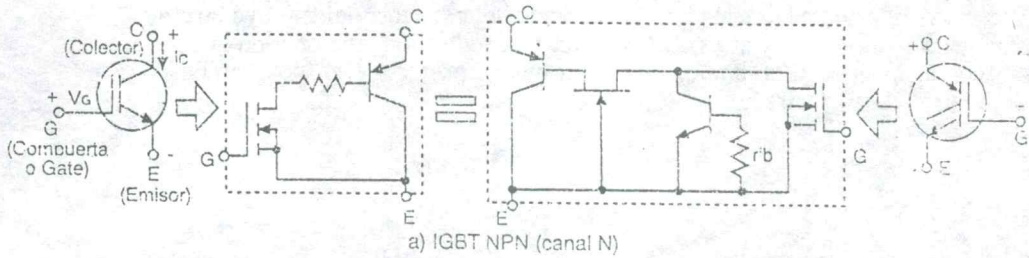 C
+
(Colector)
ic
+
VG
G
(Compuerta
o Gate)
E
-
(Emisor)
C
G
E
C
r'b
G
E
+
C
G
-
E
a) IGBT NPN (canal N)